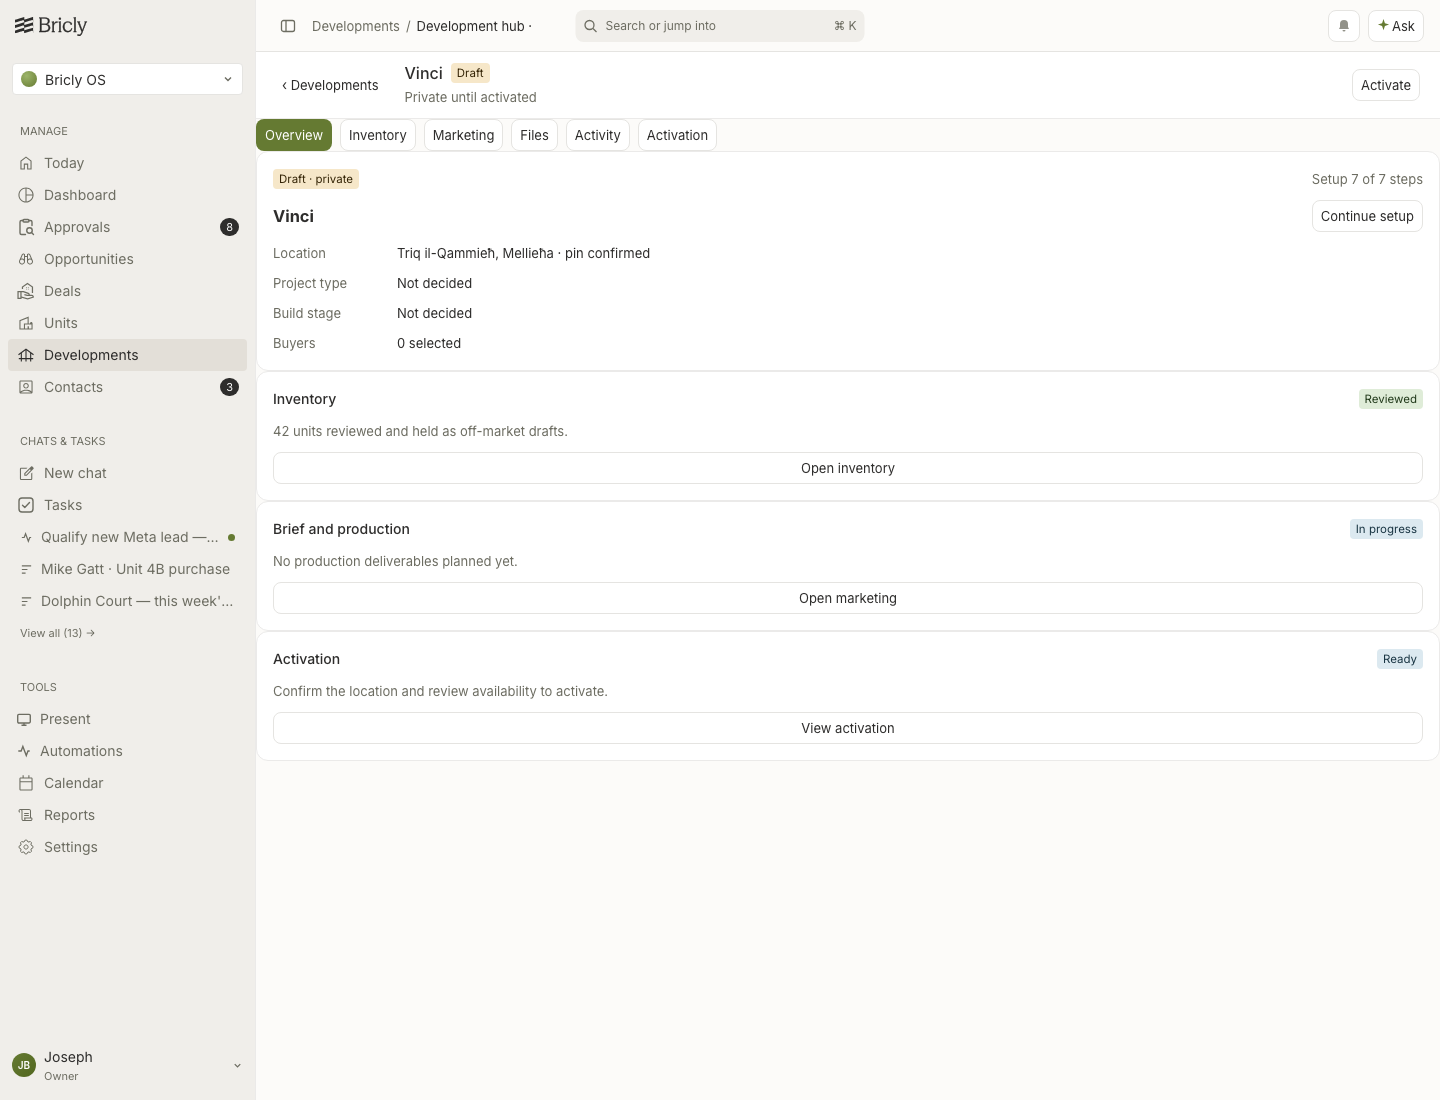 Bricly
Developments / Development hub ·
Search or jump into ⌘ K
Ask
Bricly OS
‹ Developments
Vinci Draft
Private until activated
Activate
MANAGE
Today
Dashboard
Approvals 8
Opportunities
Deals
Units
Developments
Contacts 3
CHATS & TASKS
New chat
Tasks
Qualify new Meta lead —...
Mike Gatt · Unit 4B purchase
Dolphin Court — this week'...
View all (13) →
TOOLS
Present
Automations
Calendar
Reports
Settings
JB Joseph
Owner
Overview Inventory Marketing Files Activity Activation
Draft · private Setup 7 of 7 steps
Vinci Continue setup
Location Triq il-Qammieħ, Mellieħa · pin confirmed
Project type Not decided
Build stage Not decided
Buyers 0 selected
Inventory Reviewed
42 units reviewed and held as off-market drafts.
Open inventory
Brief and production In progress
No production deliverables planned yet.
Open marketing
Activation Ready
Confirm the location and review availability to activate.
View activation